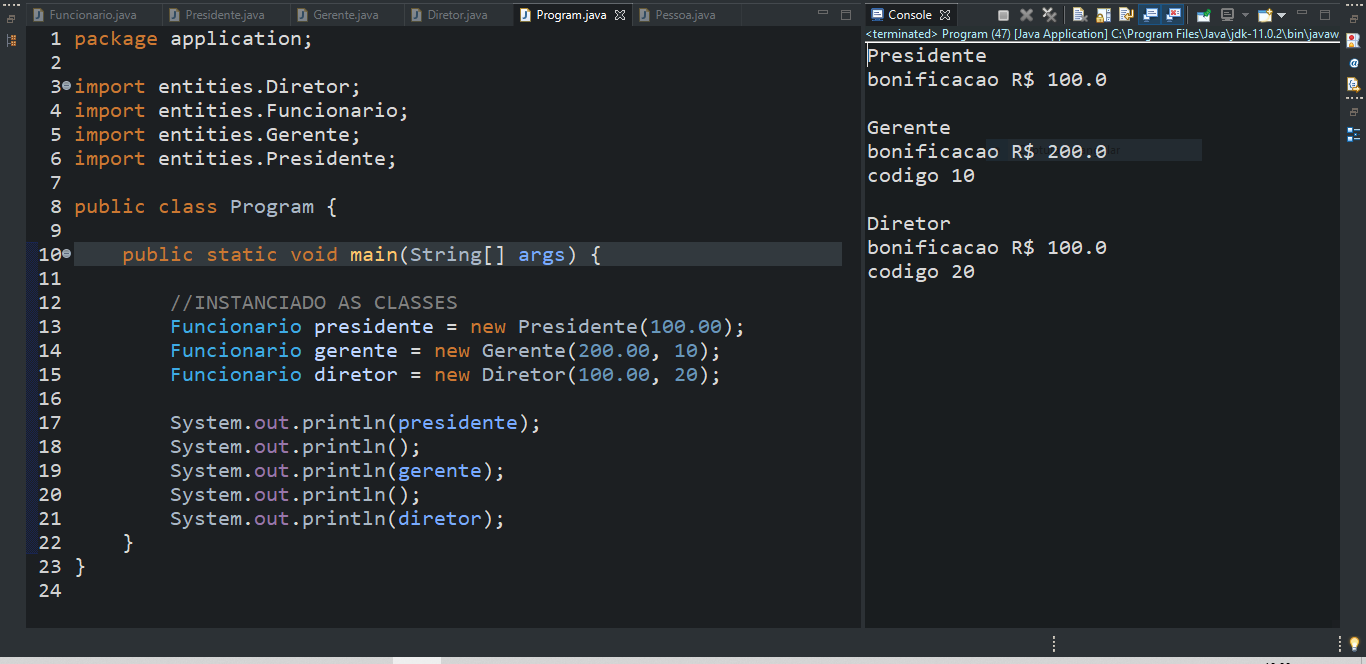 Funcionario.java Presidente.java Gerente.java Diretor.java Program.java Pessoa.java
1 package application;
2
3 import entities.Diretor;
4 import entities.Funcionario;
5 import entities.Gerente;
6 import entities.Presidente;
7
8 public class Program {
9
10 public static void main(String[] args) {
11
12 //INSTANCIADO AS CLASSES
13 Funcionario presidente = new Presidente(100.00);
14 Funcionario gerente = new Gerente(200.00, 10);
15 Funcionario diretor = new Diretor(100.00, 20);
16
17 System.out.println(presidente);
18 System.out.println();
19 System.out.println(gerente);
20 System.out.println();
21 System.out.println(diretor);
22 }
23 }
24
Console
<terminated> Program (47) [Java Application] C:\Program Files\Java\jdk-11.0.2\bin\javaw
Presidente
bonificacao R$ 100.0
Gerente
bonificacao R$ 200.0
codigo 10
Diretor
bonificacao R$ 100.0
codigo 20